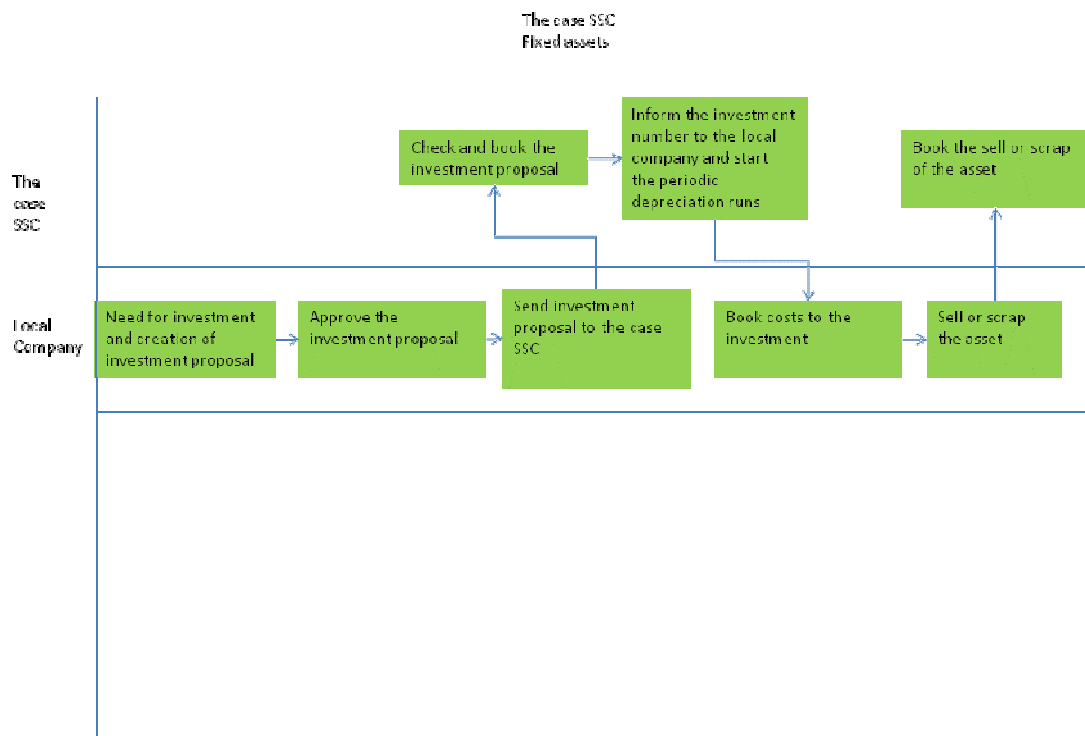 The case SSC
Fixed assets
The
case
SSC
Check and book the
investment proposal
Inform the investment
number to the local
company and start
the periodic
depreciation runs
Book the sell or scrap
of the asset
Local
Company
Need for investment
and creation of
investment proposal
Approve the
investment proposal
Send investment
proposal to the case
SSC
Book costs to the
investment
Sell or scrap
the asset